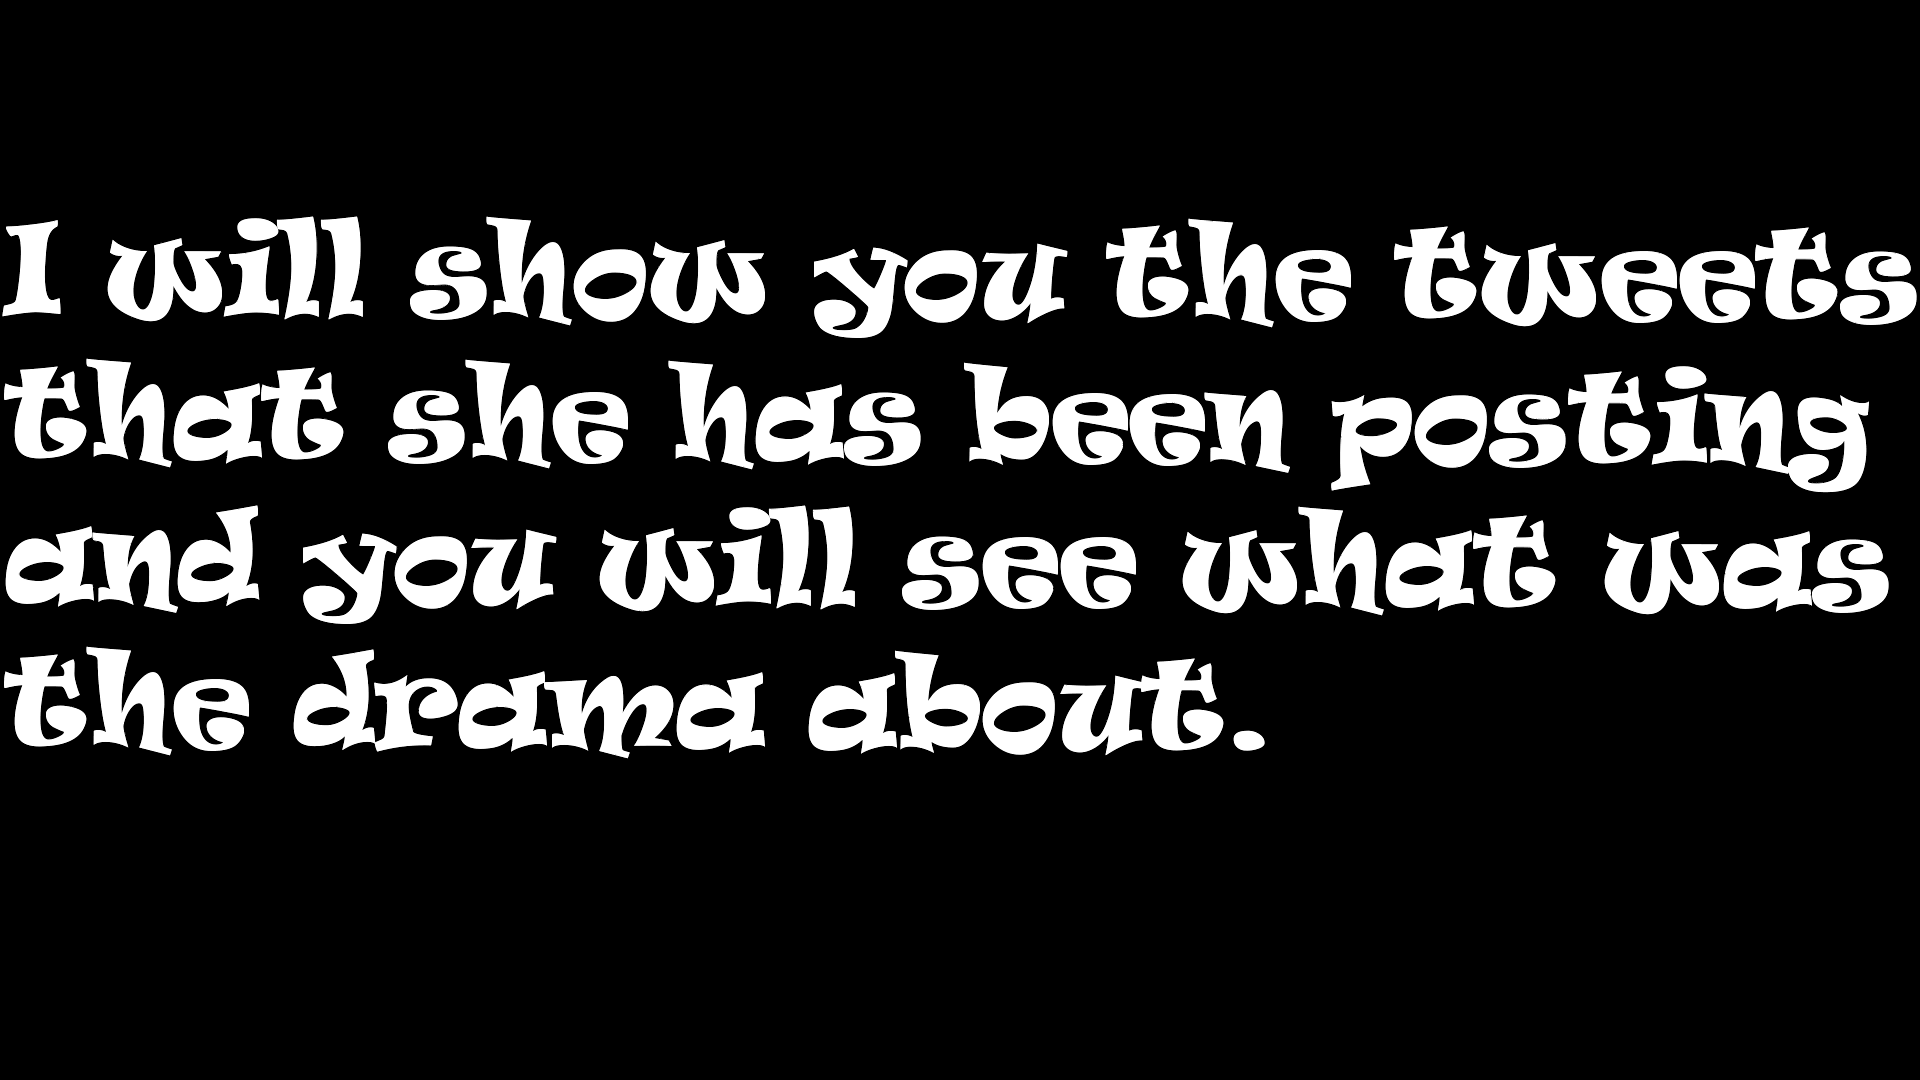 I will show you the tweets
that she has been posting
and you will see what was
the drama about.